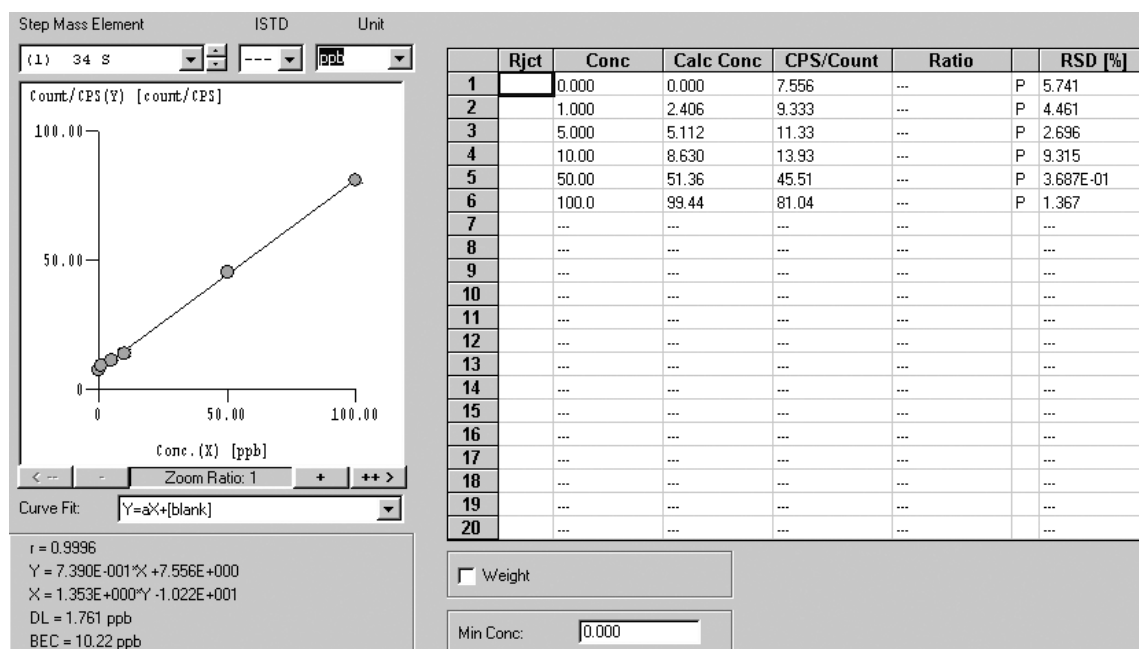 Step Mass Element ISTD Unit
(1) 34 S --- ppb
Count/CPS(Y) [count/CPS]
100.00
50.00
0
0 50.00 100.00
Conc.(X) [ppb]
< -- - Zoom Ratio: 1 + ++ >
Curve Fit: Y=aX+[blank]
r = 0.9996
Y = 7.390E-001*X +7.556E+000
X = 1.353E+000*Y -1.022E+001
DL = 1.761 ppb
BEC = 10.22 ppb
Rjct Conc Calc Conc CPS/Count Ratio RSD [%]
1 0.000 0.000 7.556 --- P 5.741
2 1.000 2.406 9.333 --- P 4.461
3 5.000 5.112 11.33 --- P 2.696
4 10.00 8.630 13.93 --- P 9.315
5 50.00 51.36 45.51 --- P 3.687E-01
6 100.0 99.44 81.04 --- P 1.367
7 --- --- --- --- ---
8 --- --- --- --- ---
9 --- --- --- --- ---
10 --- --- --- --- ---
11 --- --- --- --- ---
12 --- --- --- --- ---
13 --- --- --- --- ---
14 --- --- --- --- ---
15 --- --- --- --- ---
16 --- --- --- --- ---
17 --- --- --- --- ---
18 --- --- --- --- ---
19 --- --- --- --- ---
20 --- --- --- --- ---
Weight
Min Conc: 0.000